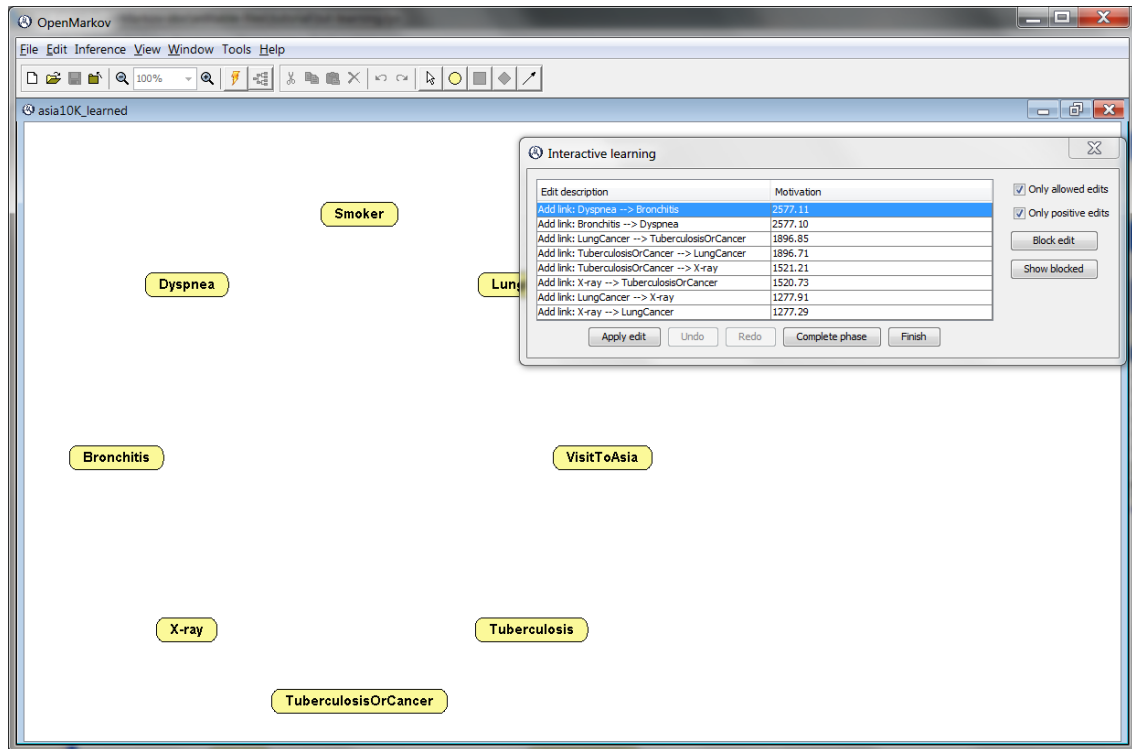 OpenMarkov
File Edit Inference View Window Tools Help
100%
asia10K_learned
Interactive learning
Edit description Motivation
Add link: Dyspnea --> Bronchitis 2577.11
Add link: Bronchitis --> Dyspnea 2577.10
Add link: LungCancer --> TuberculosisOrCancer 1896.85
Add link: TuberculosisOrCancer --> LungCancer 1896.71
Add link: TuberculosisOrCancer --> X-ray 1521.21
Add link: X-ray --> TuberculosisOrCancer 1520.73
Add link: LungCancer --> X-ray 1277.91
Add link: X-ray --> LungCancer 1277.29
Only allowed edits
Only positive edits
Block edit
Show blocked
Apply edit Undo Redo Complete phase Finish
Smoker
Dyspnea
Lung
Bronchitis
VisitToAsia
X-ray
Tuberculosis
TuberculosisOrCancer